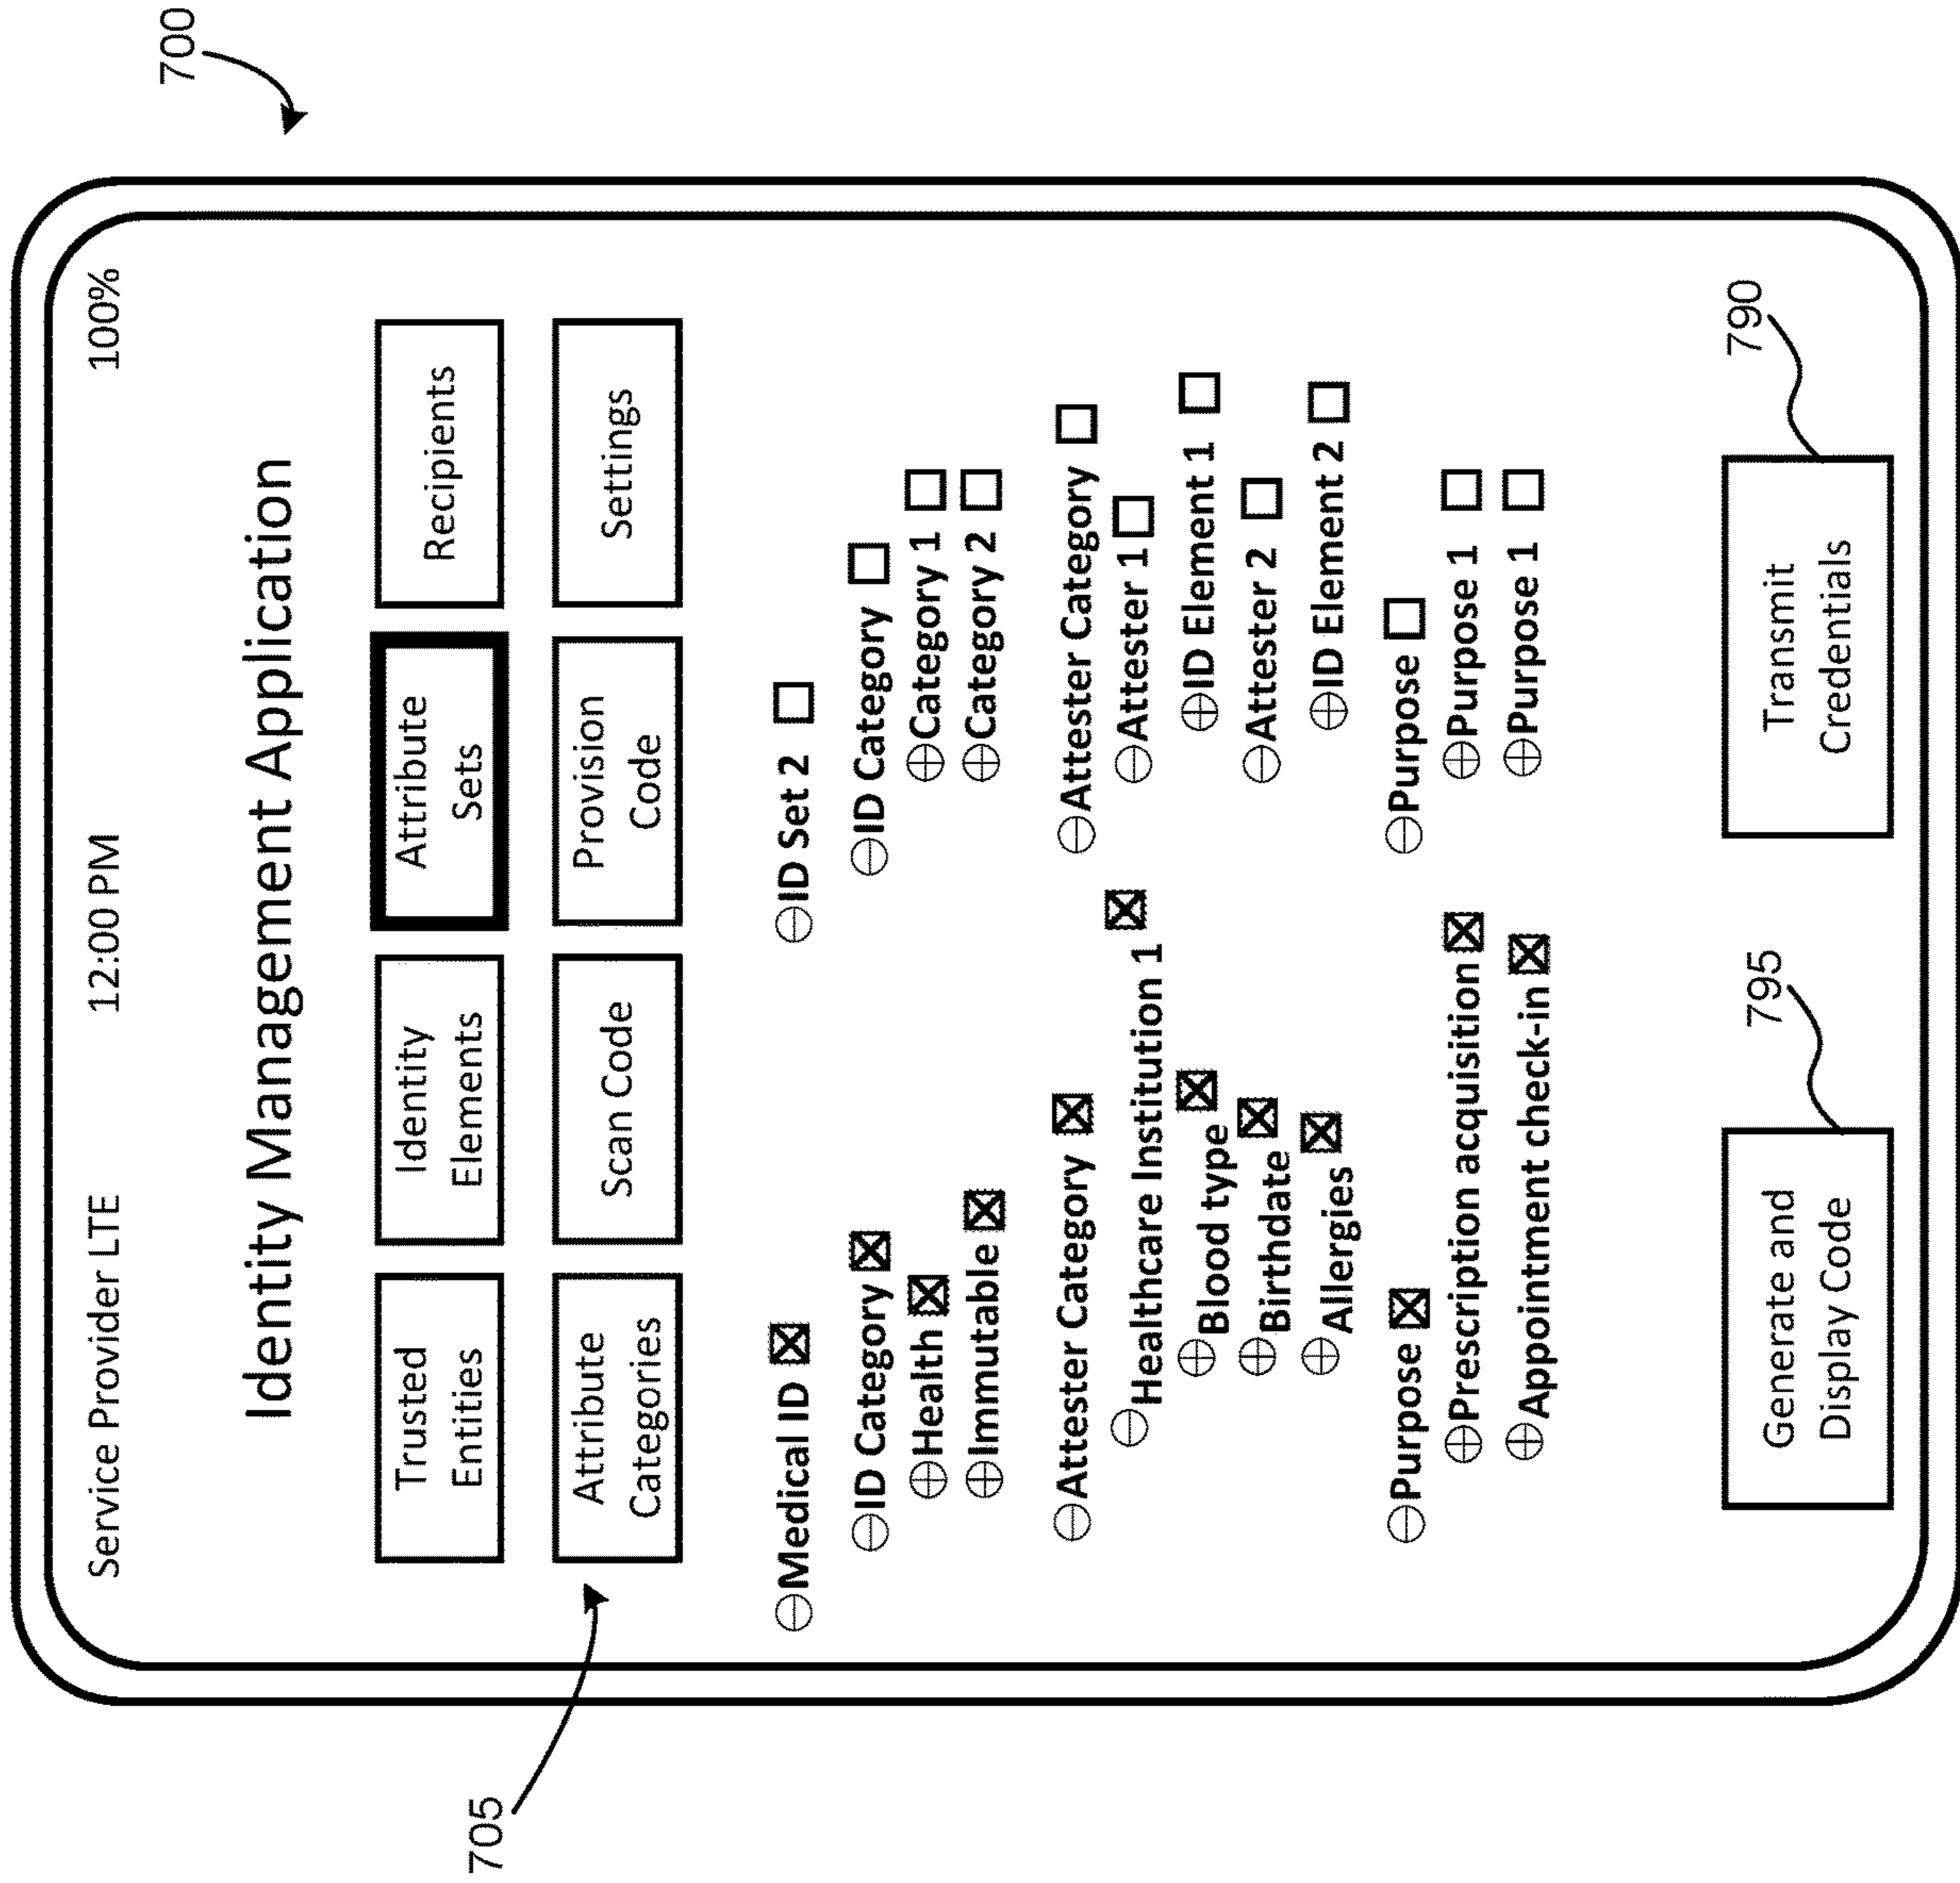 700
Service Provider LTE 12:00 PM 100%
Identity Management Application
Trusted
Entities
Identity
Elements
Attribute
Sets
Recipients
705
Attribute
Categories
Scan Code
Provision
Code
Settings
Medical ID
ID Category
Health
Immutable
Attester Category
Healthcare Institution 1
Blood type
Birthdate
Allergies
Purpose
Prescription acquisition
Appointment check-in
ID Set 2
ID Category
Category 1
Category 2
Attester Category
Attester 1
ID Element 1
Attester 2
ID Element 2
Purpose
Purpose 1
Purpose 1
795
Generate and
Display Code
790
Transmit
Credentials